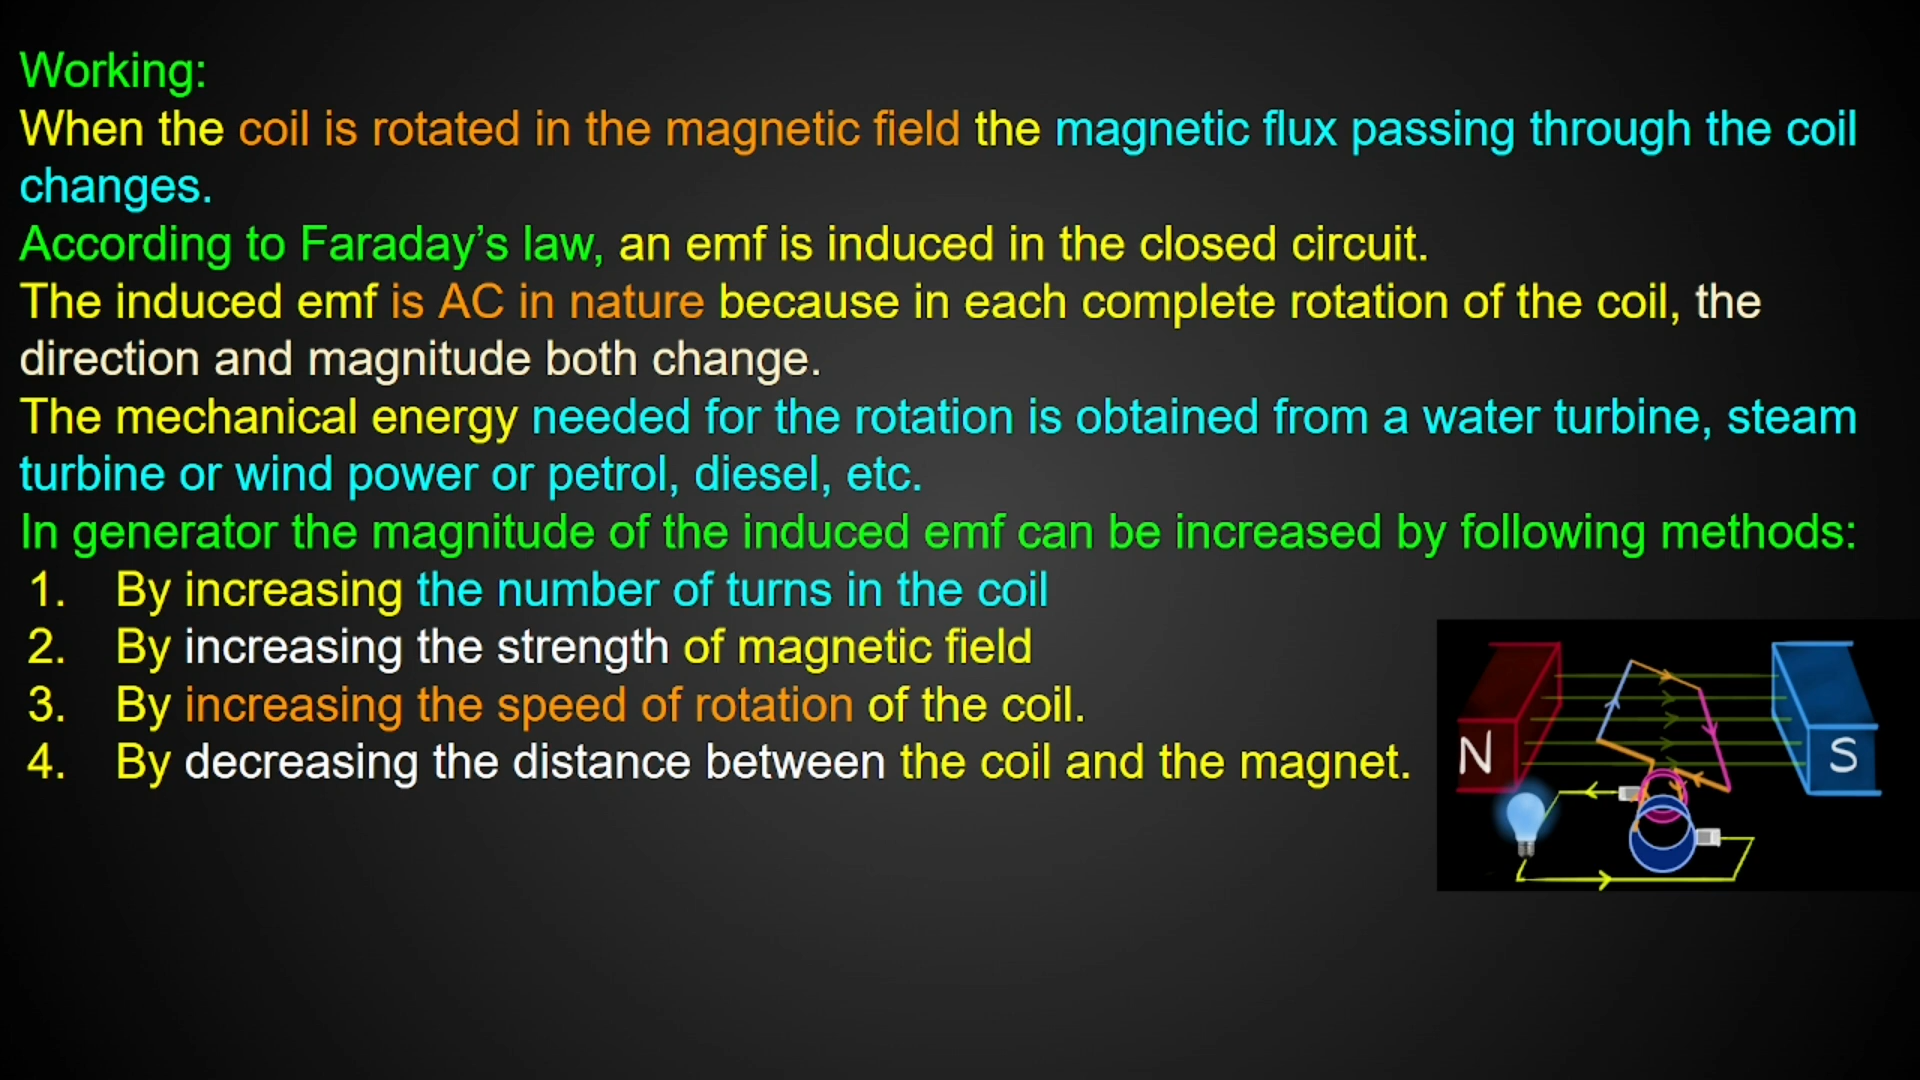 Working:
When the coil is rotated in the magnetic field the magnetic flux passing through the coil
changes.
According to Faraday’s law, an emf is induced in the closed circuit.
The induced emf is AC in nature because in each complete rotation of the coil, the
direction and magnitude both change.
The mechanical energy needed for the rotation is obtained from a water turbine, steam
turbine or wind power or petrol, diesel, etc.
In generator the magnitude of the induced emf can be increased by following methods:
1. By increasing the number of turns in the coil
2. By increasing the strength of magnetic field
3. By increasing the speed of rotation of the coil.
4. By decreasing the distance between the coil and the magnet.
N
S